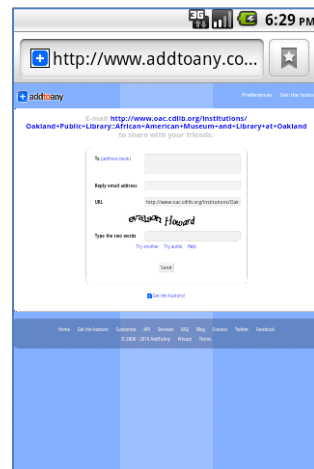 3G 6:29 PM
http://www.addtoany.co...
addtoany Preferences Get the button
E-mail http://www.oac.cdlib.org/institutions/
Oakland+Public+Library::African+American+Museum+and+Library+at+Oakland
to share with your friends.
To (address book)
Reply email address
URL http://www.oac.cdlib.org/institutions/Oak
evasion Howard
Type the two words
Try another Try audio Help
Send
Get the buttons!
Home Get the buttons Customize API Services FAQ Blog Contact Twitter Facebook
© 2006 - 2010 AddToAny Privacy Terms